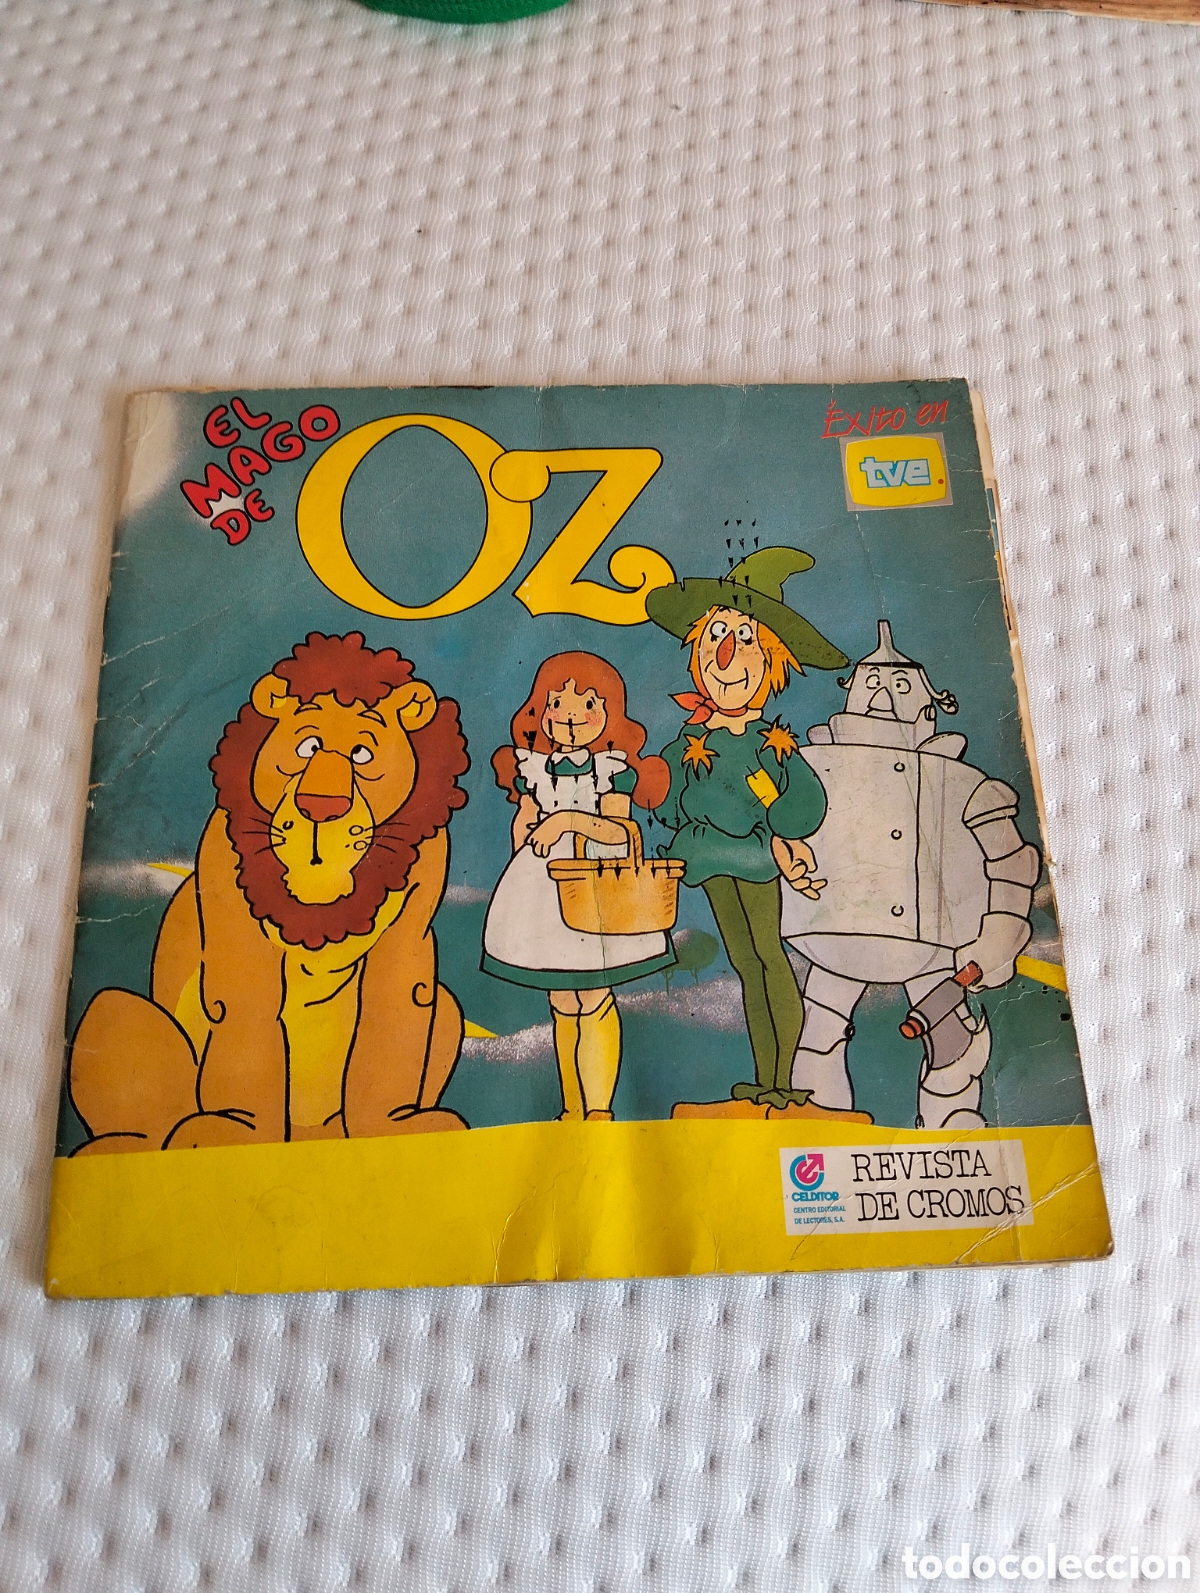 EL
MAGO
DE
OZ
Éxito en
tve
CELDITOR
CENTRO EDITORIAL
DE LECTORES, S.A.
REVISTA
DE CROMOS
todocoleccion